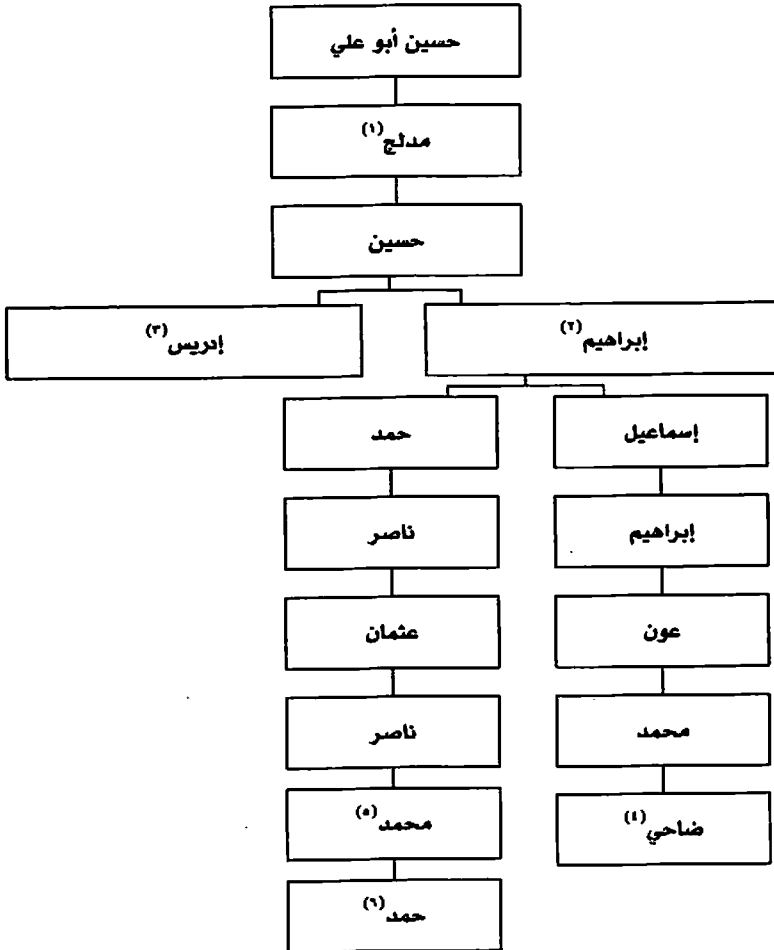 حسين أبو علي
مدلج (١)
حسين
إبراهيم (٢)
إدريس (٣)
إسماعيل
حمد
إبراهيم
ناصر
عون
عثمان
محمد
ناصر
ضاحي (٤)
محمد (٥)
حمد (٦)